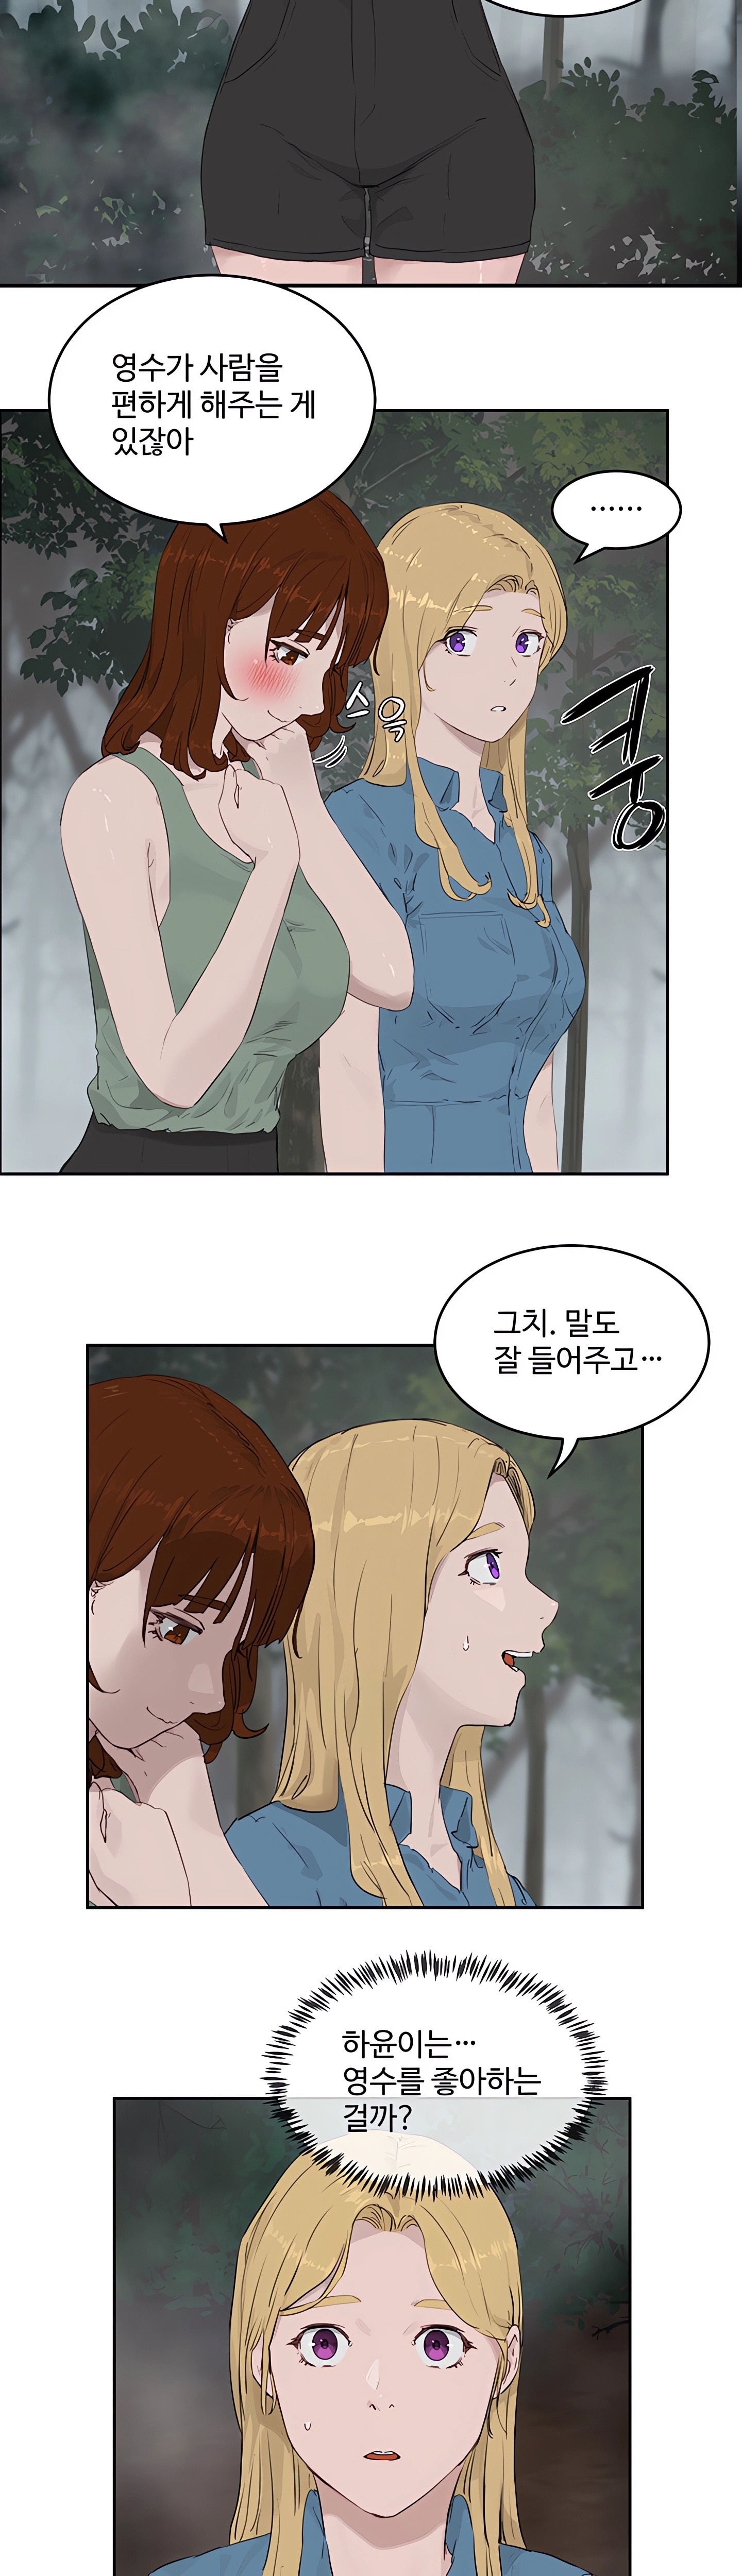 영수가 사람을
편하게 해주는 게
있잖아
······
스윽
쿵
그치. 말도
잘 들어주고···
하윤이는···
영수를 좋아하는
걸까?